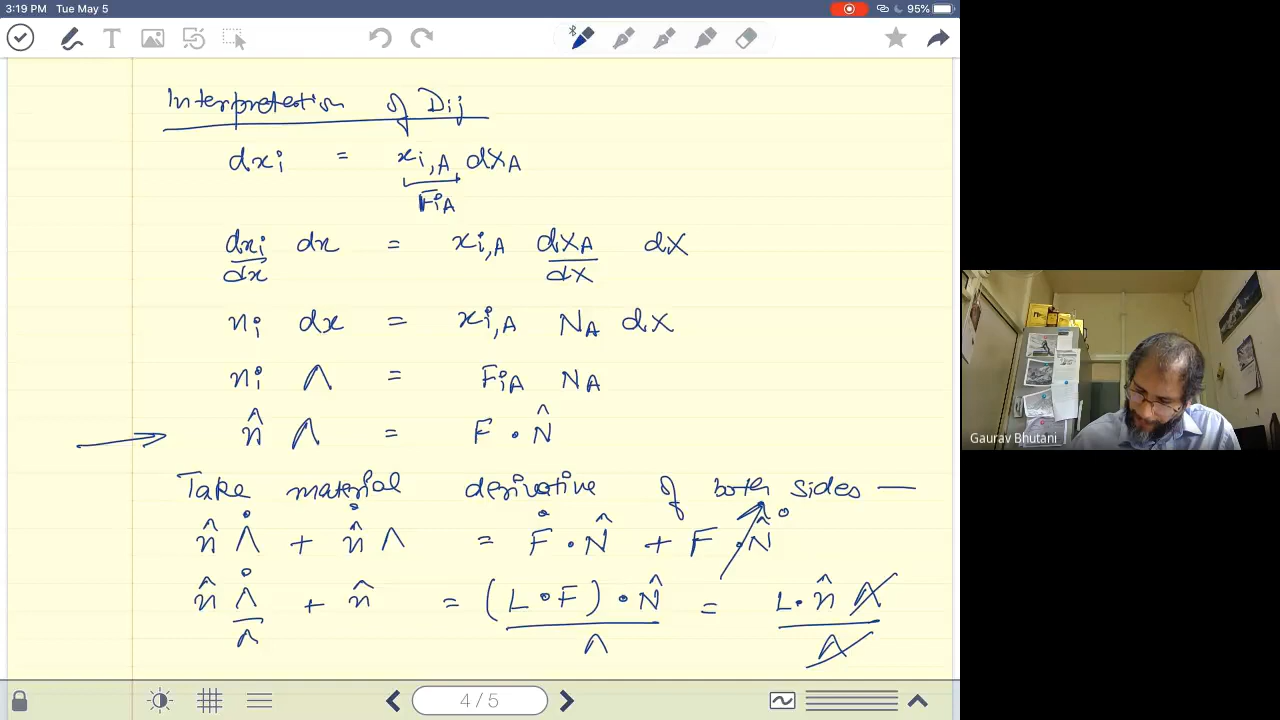 3:19 PM Tue May 5 95%
Interpretation of Dij
dxi = xi,A dXA
FiA
dxi/dx dx = xi,A dXA/dX dX
ni dx = xi,A NA dX
ni Λ = FiA NA
n̂ Λ = F · N̂
Take material derivative of both sides —
n̂ Λ̇ + n̂̇ Λ = Ḟ · N̂ + F · N̂̇
n̂ Λ̇/Λ + n̂ = (L · F) · N̂/Λ = L · n̂ Λ/Λ
4 / 5
Gaurav Bhutani